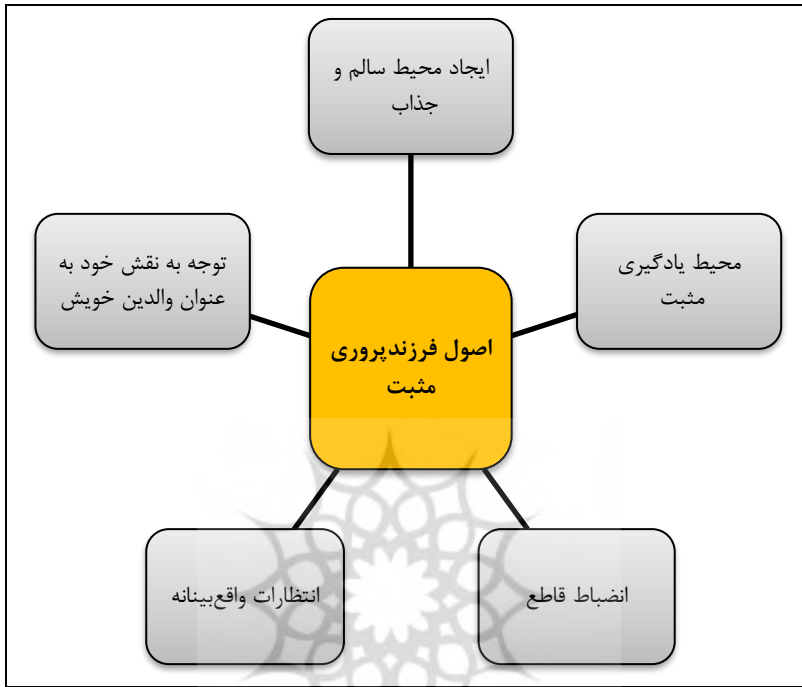 ایجاد محیط سالم و
جذاب
محیط یادگیری
مثبت
توجه به نقش خود به
عنوان والدین خویش
اصول فرزندپروری
مثبت
انضباط قاطع
انتظارات واقع‌بینانه